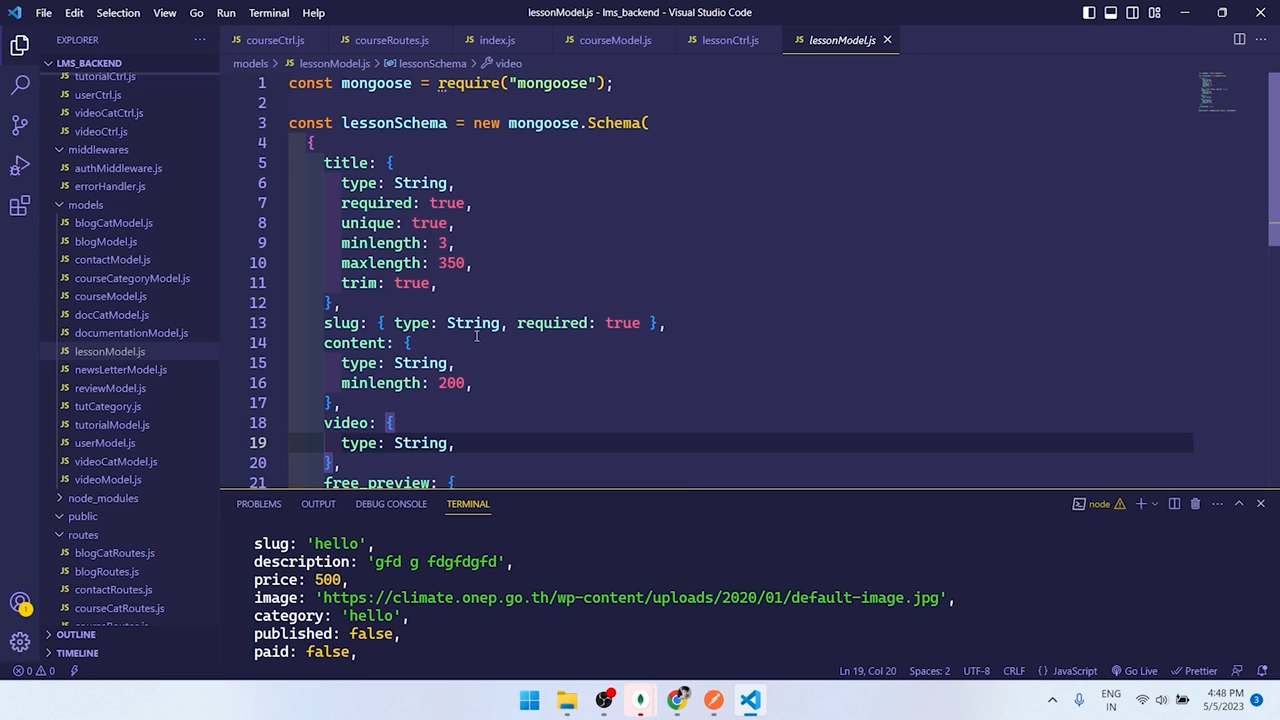 File Edit Selection View Go Run Terminal Help
lessonModel.js - lms_backend - Visual Studio Code
EXPLORER
LMS_BACKEND
tutorialCtrl.js
userCtrl.js
videoCatCtrl.js
videoCtrl.js
middlewares
authMiddleware.js
errorHandler.js
models
blogCatModel.js
blogModel.js
contactModel.js
courseCategoryModel.js
courseModel.js
docCatModel.js
documentationModel.js
lessonModel.js
newsLetterModel.js
reviewModel.js
tutCategory.js
tutorialModel.js
userModel.js
videoCatModel.js
videoModel.js
node_modules
public
routes
blogCatRoutes.js
blogRoutes.js
contactRoutes.js
courseCatRoutes.js
OUTLINE
TIMELINE
courseCtrl.js courseRoutes.js index.js courseModel.js lessonCtrl.js lessonModel.js
models > lessonModel.js > lessonSchema > video
1 const mongoose = require("mongoose");
2
3 const lessonSchema = new mongoose.Schema(
4 {
5 title: {
6 type: String,
7 required: true,
8 unique: true,
9 minlength: 3,
10 maxlength: 350,
11 trim: true,
12 },
13 slug: { type: String, required: true },
14 content: {
15 type: String,
16 minlength: 200,
17 },
18 video: {
19 type: String,
20 },
21 free_preview: {
PROBLEMS OUTPUT DEBUG CONSOLE TERMINAL
node
slug: 'hello',
description: 'gfd g fdgfdgfd',
price: 500,
image: 'https://climate.onep.go.th/wp-content/uploads/2020/01/default-image.jpg',
category: 'hello',
published: false,
paid: false,
0 0
Ln 19, Col 20 Spaces: 2 UTF-8 CRLF {} JavaScript Go Live Prettier
1
ENG
IN
4:48 PM
5/5/2023
3